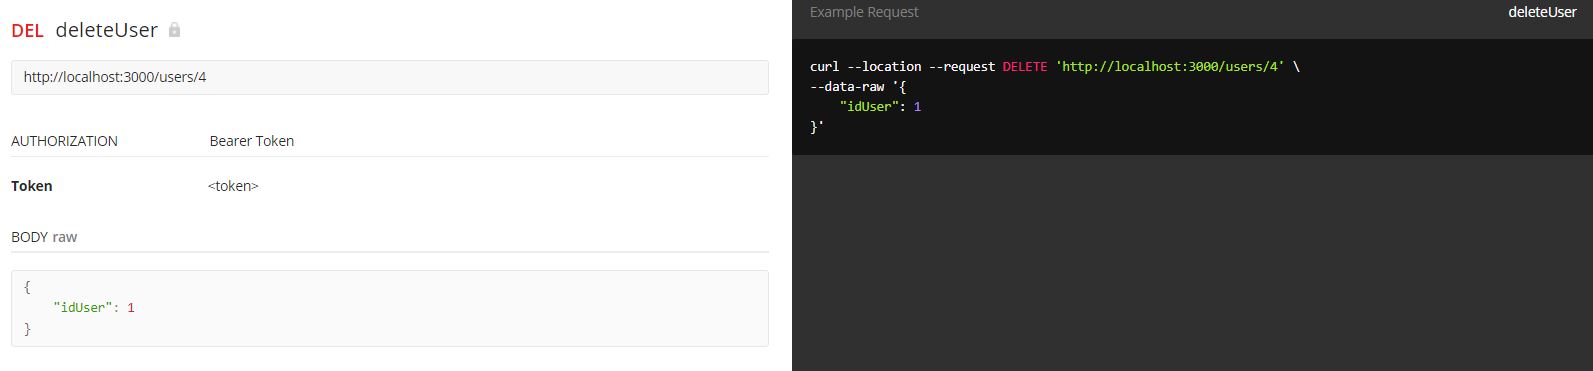 DEL deleteUser
http://localhost:3000/users/4
AUTHORIZATION Bearer Token
Token <token>
BODY raw
{
    "idUser": 1
}
Example Request deleteUser
curl --location --request DELETE 'http://localhost:3000/users/4' \
--data-raw '{
    "idUser": 1
}'